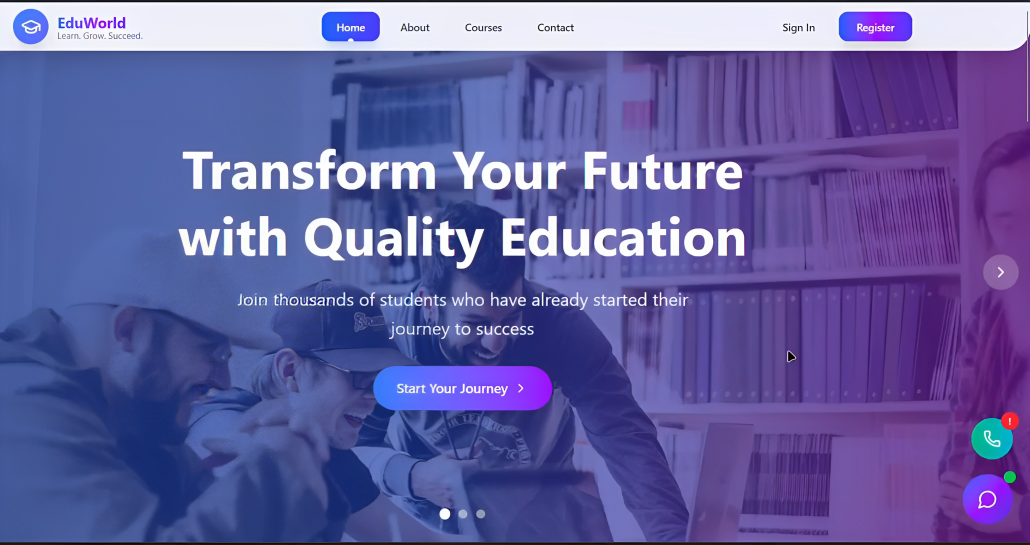 EduWorld
Learn. Grow. Succeed.
Home
About
Courses
Contact
Sign In
Register
Transform Your Future
with Quality Education
Join thousands of students who have already started their
journey to success
Start Your Journey
!